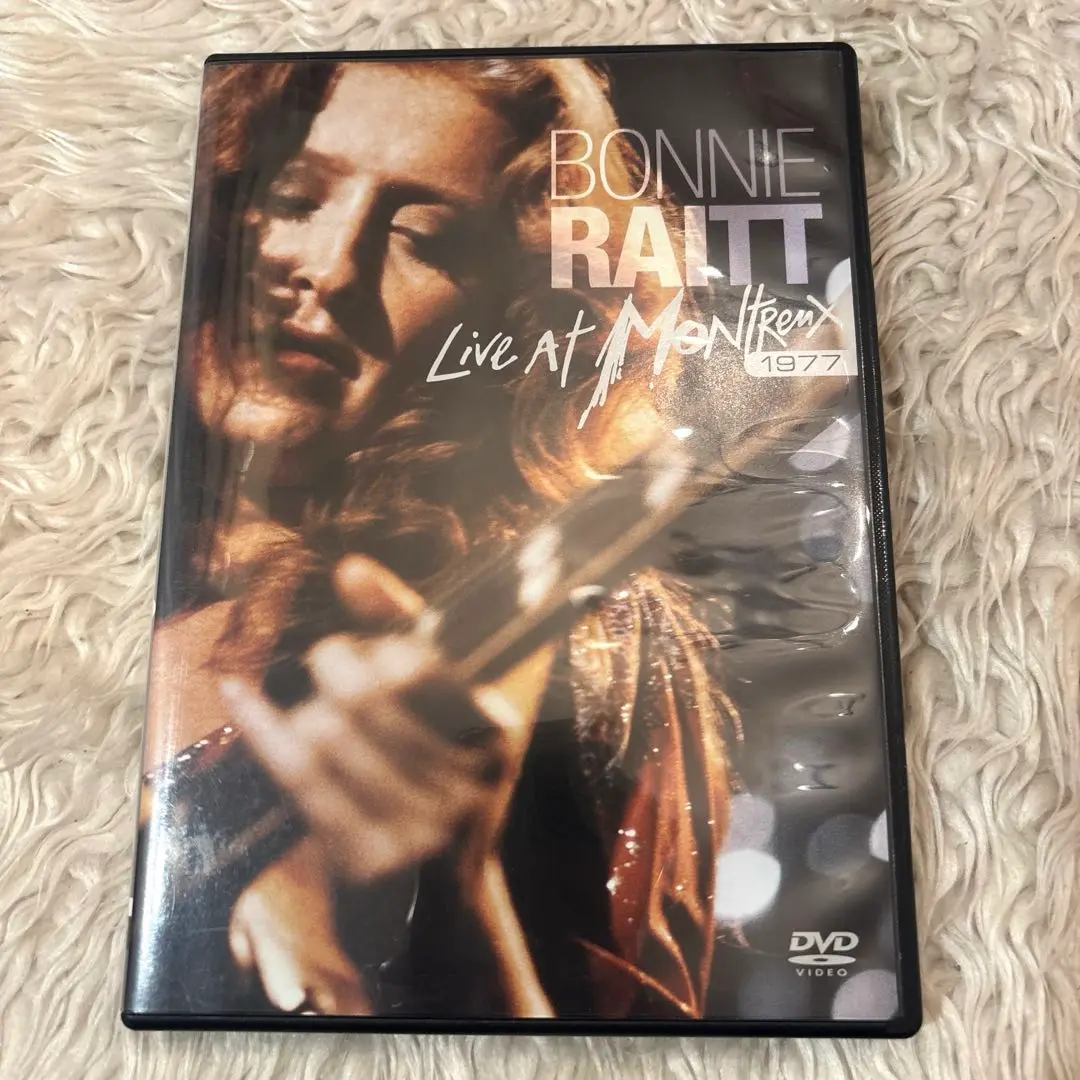 BONNIE
RAITT
Live At Montreux
1977
DVD
VIDEO